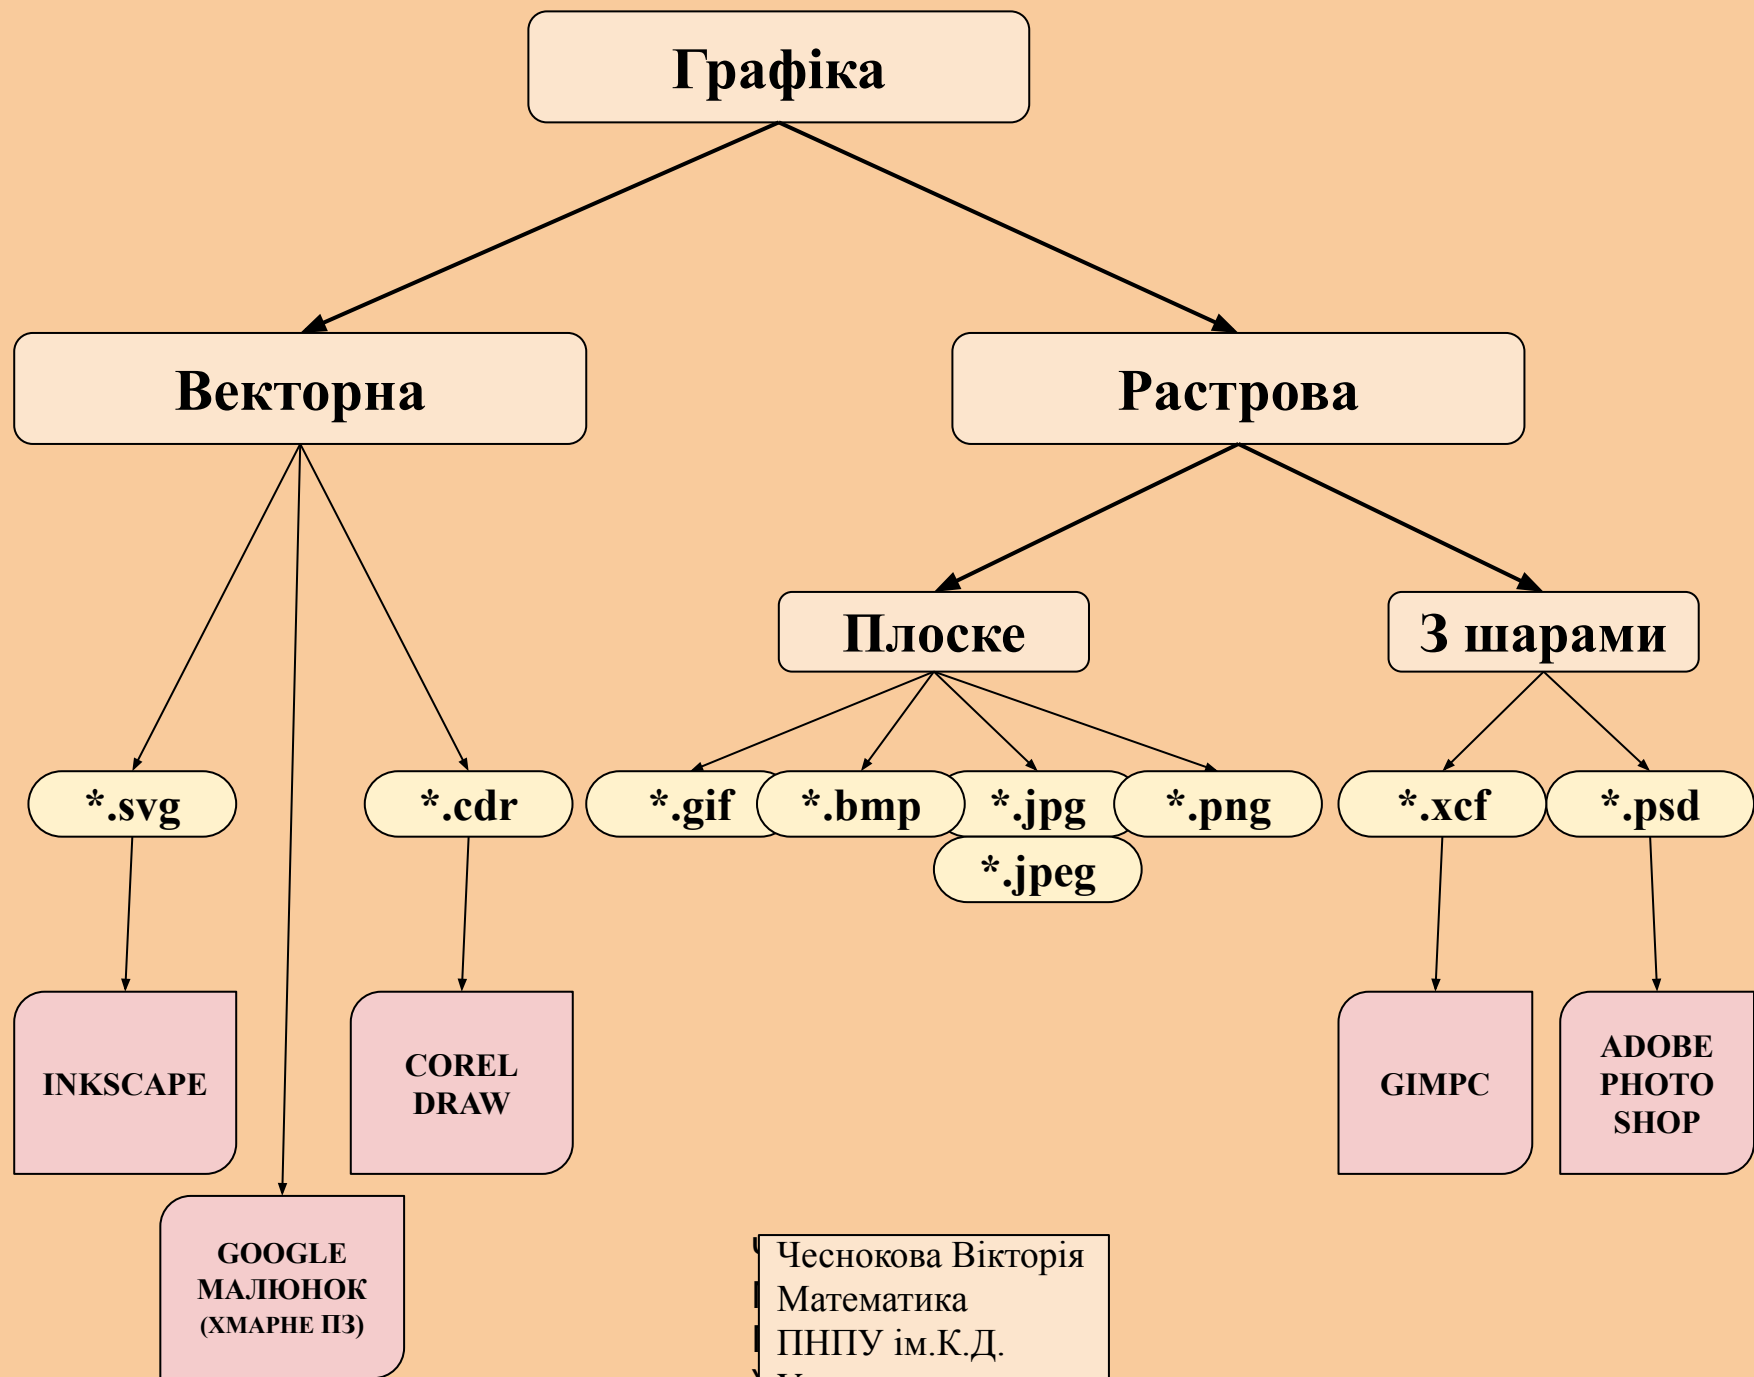 Графіка
Векторна
Растрова
Плоске
З шарами
*.svg
*.cdr
*.gif
*.bmp
*.jpg
*.png
*.xcf
*.psd
*.jpeg
INKSCAPE
COREL
DRAW
GIMPC
ADOBE
PHOTO
SHOP
GOOGLE
МАЛЮНОК
(ХМАРНЕ ПЗ)
Чеснокова Вікторія
Математика
ПНПУ ім.К.Д.